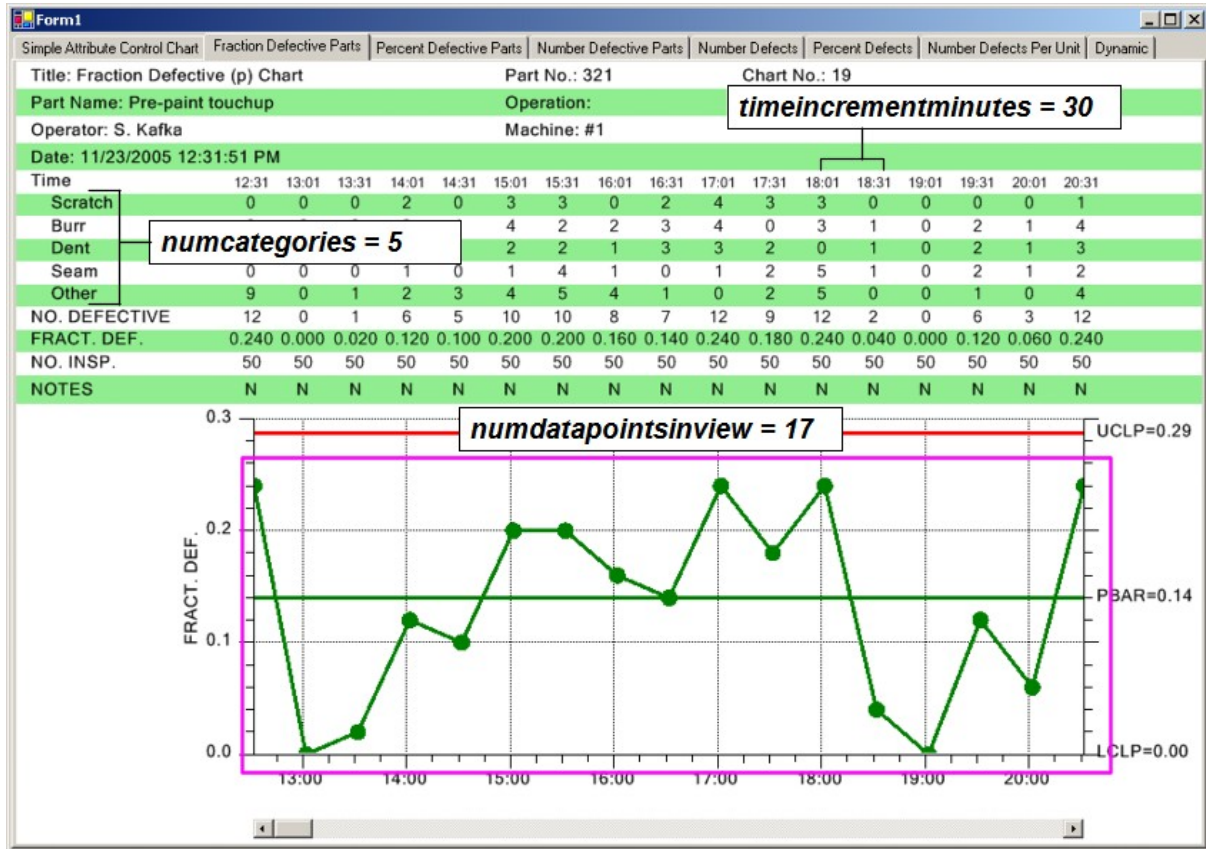 Form1
Simple Attribute Control Chart Fraction Defective Parts Percent Defective Parts Number Defective Parts Number Defects Percent Defects Number Defects Per Unit Dynamic
Title: Fraction Defective (p) Chart Part No.: 321 Chart No.: 19
Part Name: Pre-paint touchup Operation:
timeincrementminutes = 30
Operator: S. Kafka Machine: #1
Date: 11/23/2005 12:31:51 PM
Time 12:31 13:01 13:31 14:01 14:31 15:01 15:31 16:01 16:31 17:01 17:31 18:01 18:31 19:01 19:31 20:01 20:31
Scratch 0 0 0 2 0 3 3 0 2 4 3 3 0 0 0 0 1
Burr 4 2 2 3 4 0 3 1 0 2 1 4
numcategories = 5
Dent 2 2 1 3 3 2 0 1 0 2 1 3
Seam 0 0 0 1 0 1 4 1 0 1 2 5 1 0 2 1 2
Other 9 0 1 2 3 4 5 4 1 0 2 5 0 0 1 0 4
NO. DEFECTIVE 12 0 1 6 5 10 10 8 7 12 9 12 2 0 6 3 12
FRACT. DEF. 0.240 0.000 0.020 0.120 0.100 0.200 0.200 0.160 0.140 0.240 0.180 0.240 0.040 0.000 0.120 0.060 0.240
NO. INSP. 50 50 50 50 50 50 50 50 50 50 50 50 50 50 50 50 50
NOTES N N N N N N N N N N N N N N N N N
numdatapointsinview = 17
0.3
UCLP=0.29
0.2
FRACT. DEF.
PBAR=0.14
0.1
0.0
LCLP=0.00
13:00 14:00 15:00 16:00 17:00 18:00 19:00 20:00